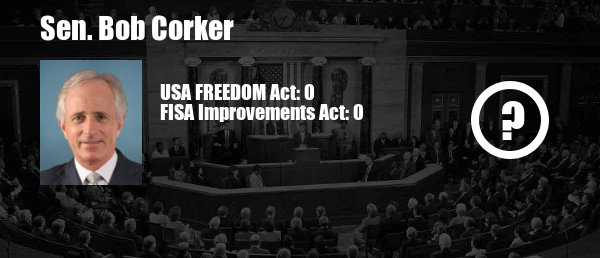 Sen. Bob Corker
USA FREEDOM Act: 0
FISA Improvements Act: 0
?